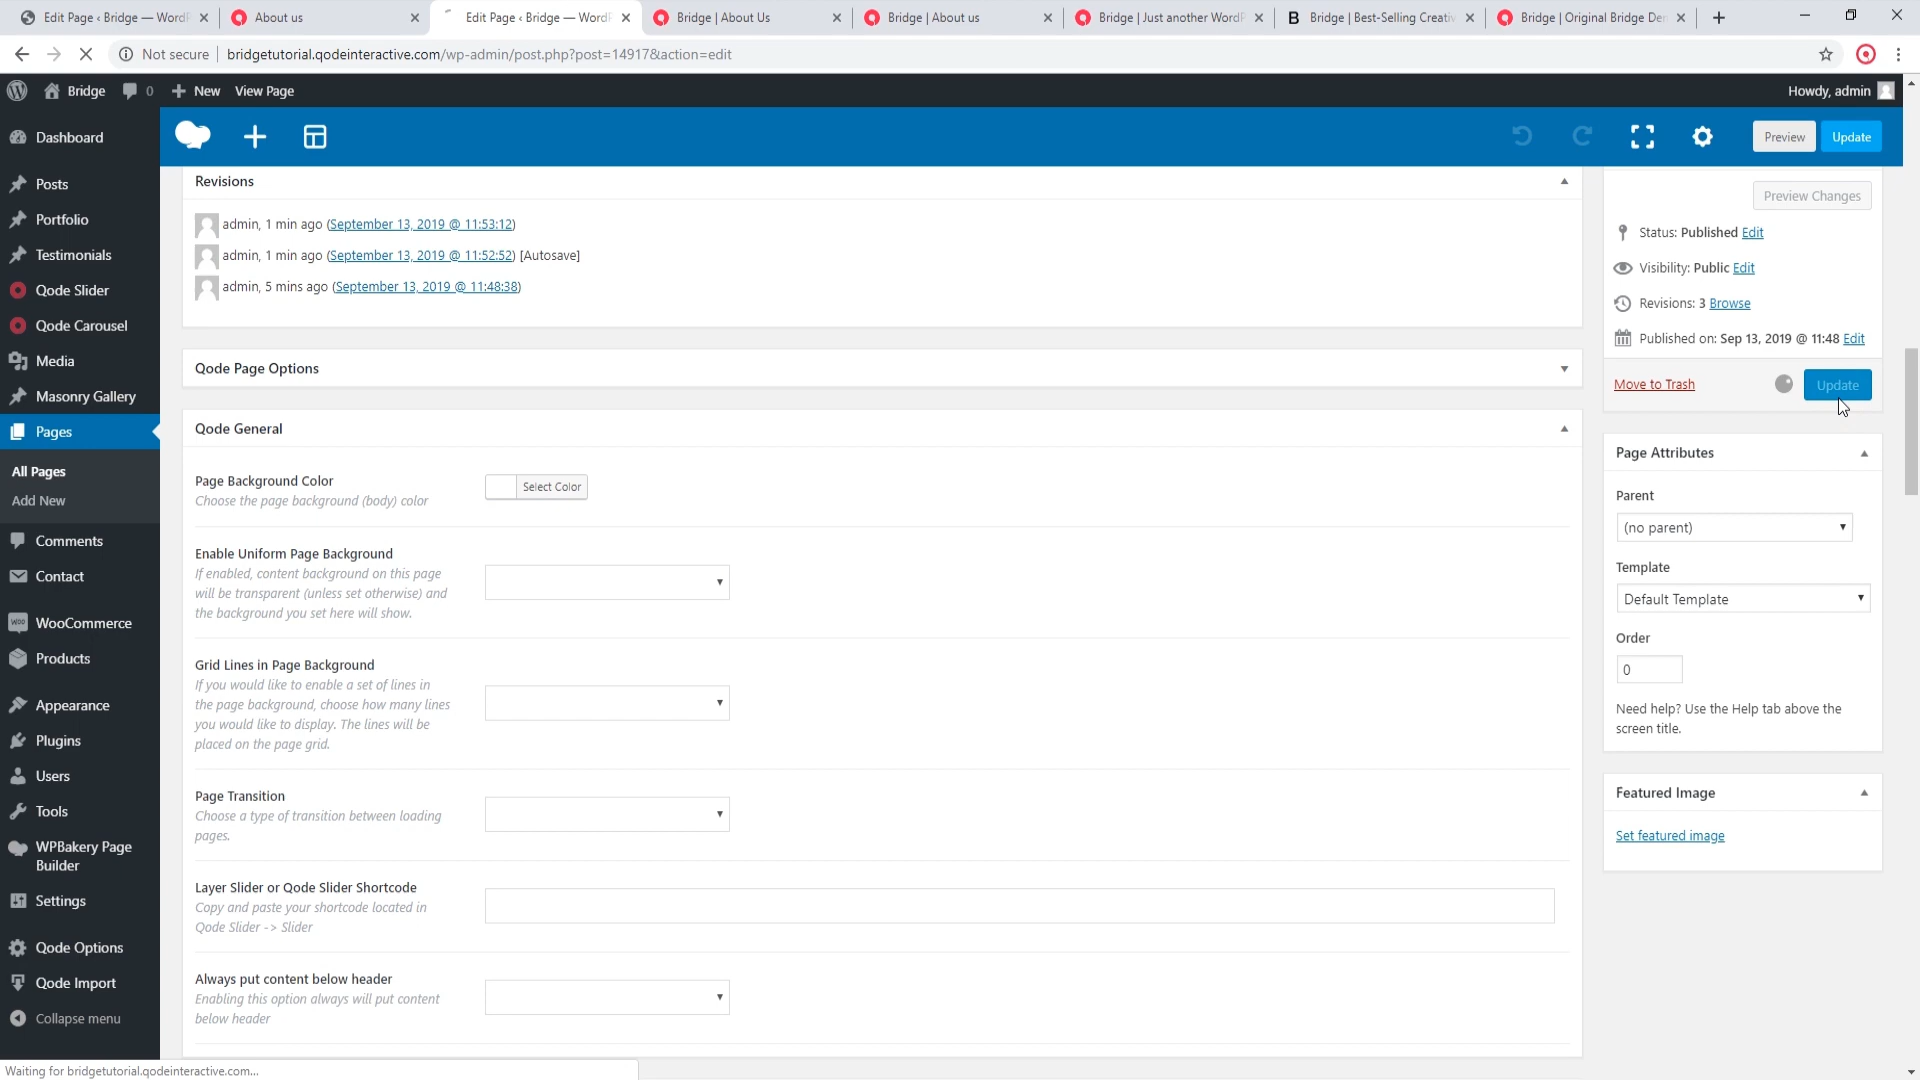 Edit Page ‹ Bridge — WordP
About us
Edit Page ‹ Bridge — WordP
Bridge | About Us
Bridge | About us
Bridge | Just another WordP
Bridge | Best-Selling Creativ
Bridge | Original Bridge Dem
Not secure
bridgetutorial.qodeinteractive.com/wp-admin/post.php?post=14917&action=edit
Bridge
0
New
View Page
Howdy, admin
Preview
Update
Dashboard
Posts
Portfolio
Testimonials
Qode Slider
Qode Carousel
Media
Masonry Gallery
Pages
All Pages
Add New
Comments
Contact
WooCommerce
Products
Appearance
Plugins
Users
Tools
WPBakery Page
Builder
Settings
Qode Options
Qode Import
Collapse menu
Revisions
admin, 1 min ago (September 13, 2019 @ 11:53:12)
admin, 1 min ago (September 13, 2019 @ 11:52:52) [Autosave]
admin, 5 mins ago (September 13, 2019 @ 11:48:38)
Qode Page Options
Qode General
Page Background Color
Choose the page background (body) color
Select Color
Enable Uniform Page Background
If enabled, content background on this page
will be transparent (unless set otherwise) and
the background you set here will show.
Grid Lines in Page Background
If you would like to enable a set of lines in
the page background, choose how many lines
you would like to display. The lines will be
placed on the page grid.
Page Transition
Choose a type of transition between loading
pages.
Layer Slider or Qode Slider Shortcode
Copy and paste your shortcode located in
Qode Slider -> Slider
Always put content below header
Enabling this option always will put content
below header
Preview Changes
Status: Published Edit
Visibility: Public Edit
Revisions: 3 Browse
Published on: Sep 13, 2019 @ 11:48 Edit
Move to Trash
Update
Page Attributes
Parent
(no parent)
Template
Default Template
Order
0
Need help? Use the Help tab above the
screen title.
Featured Image
Set featured image
Waiting for bridgetutorial.qodeinteractive.com...